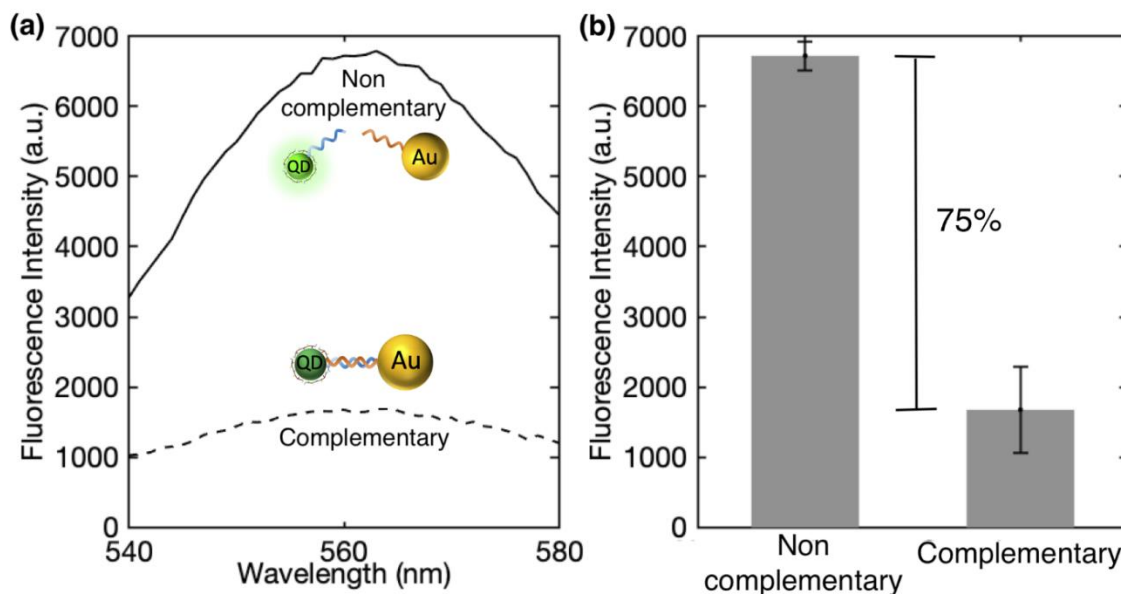 (a)
Fluorescence Intensity (a.u.)
7000
6000
5000
4000
3000
2000
1000
0
Non
complementary
QD
Au
QD
Au
Complementary
540
560
580
Wavelength (nm)
(b)
Fluorescence Intensity (a.u.)
7000
6000
5000
4000
3000
2000
1000
0
75%
Non
complementary
Complementary